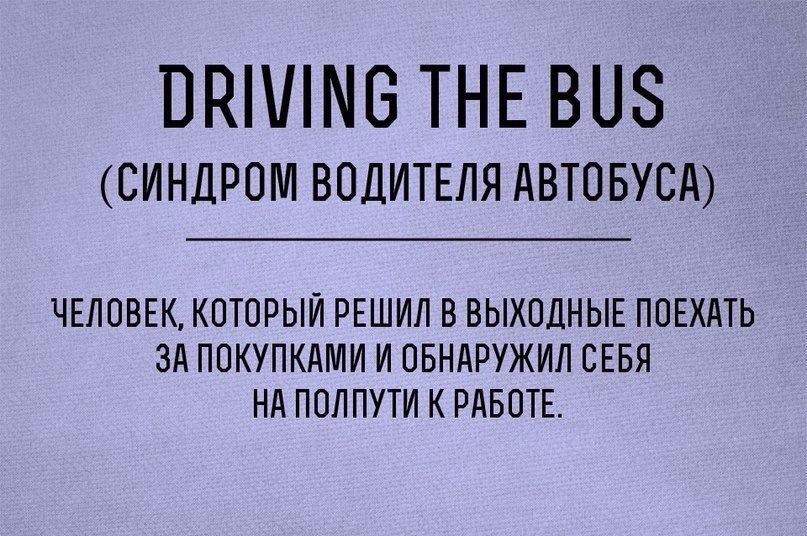 DRIVING THE BUS
(СИНДРОМ ВОДИТЕЛЯ АВТОБУСА)
ЧЕЛОВЕК, КОТОРЫЙ РЕШИЛ В ВЫХОДНЫЕ ПОЕХАТЬ
ЗА ПОКУПКАМИ И ОБНАРУЖИЛ СЕБЯ
НА ПОЛПУТИ К РАБОТЕ.